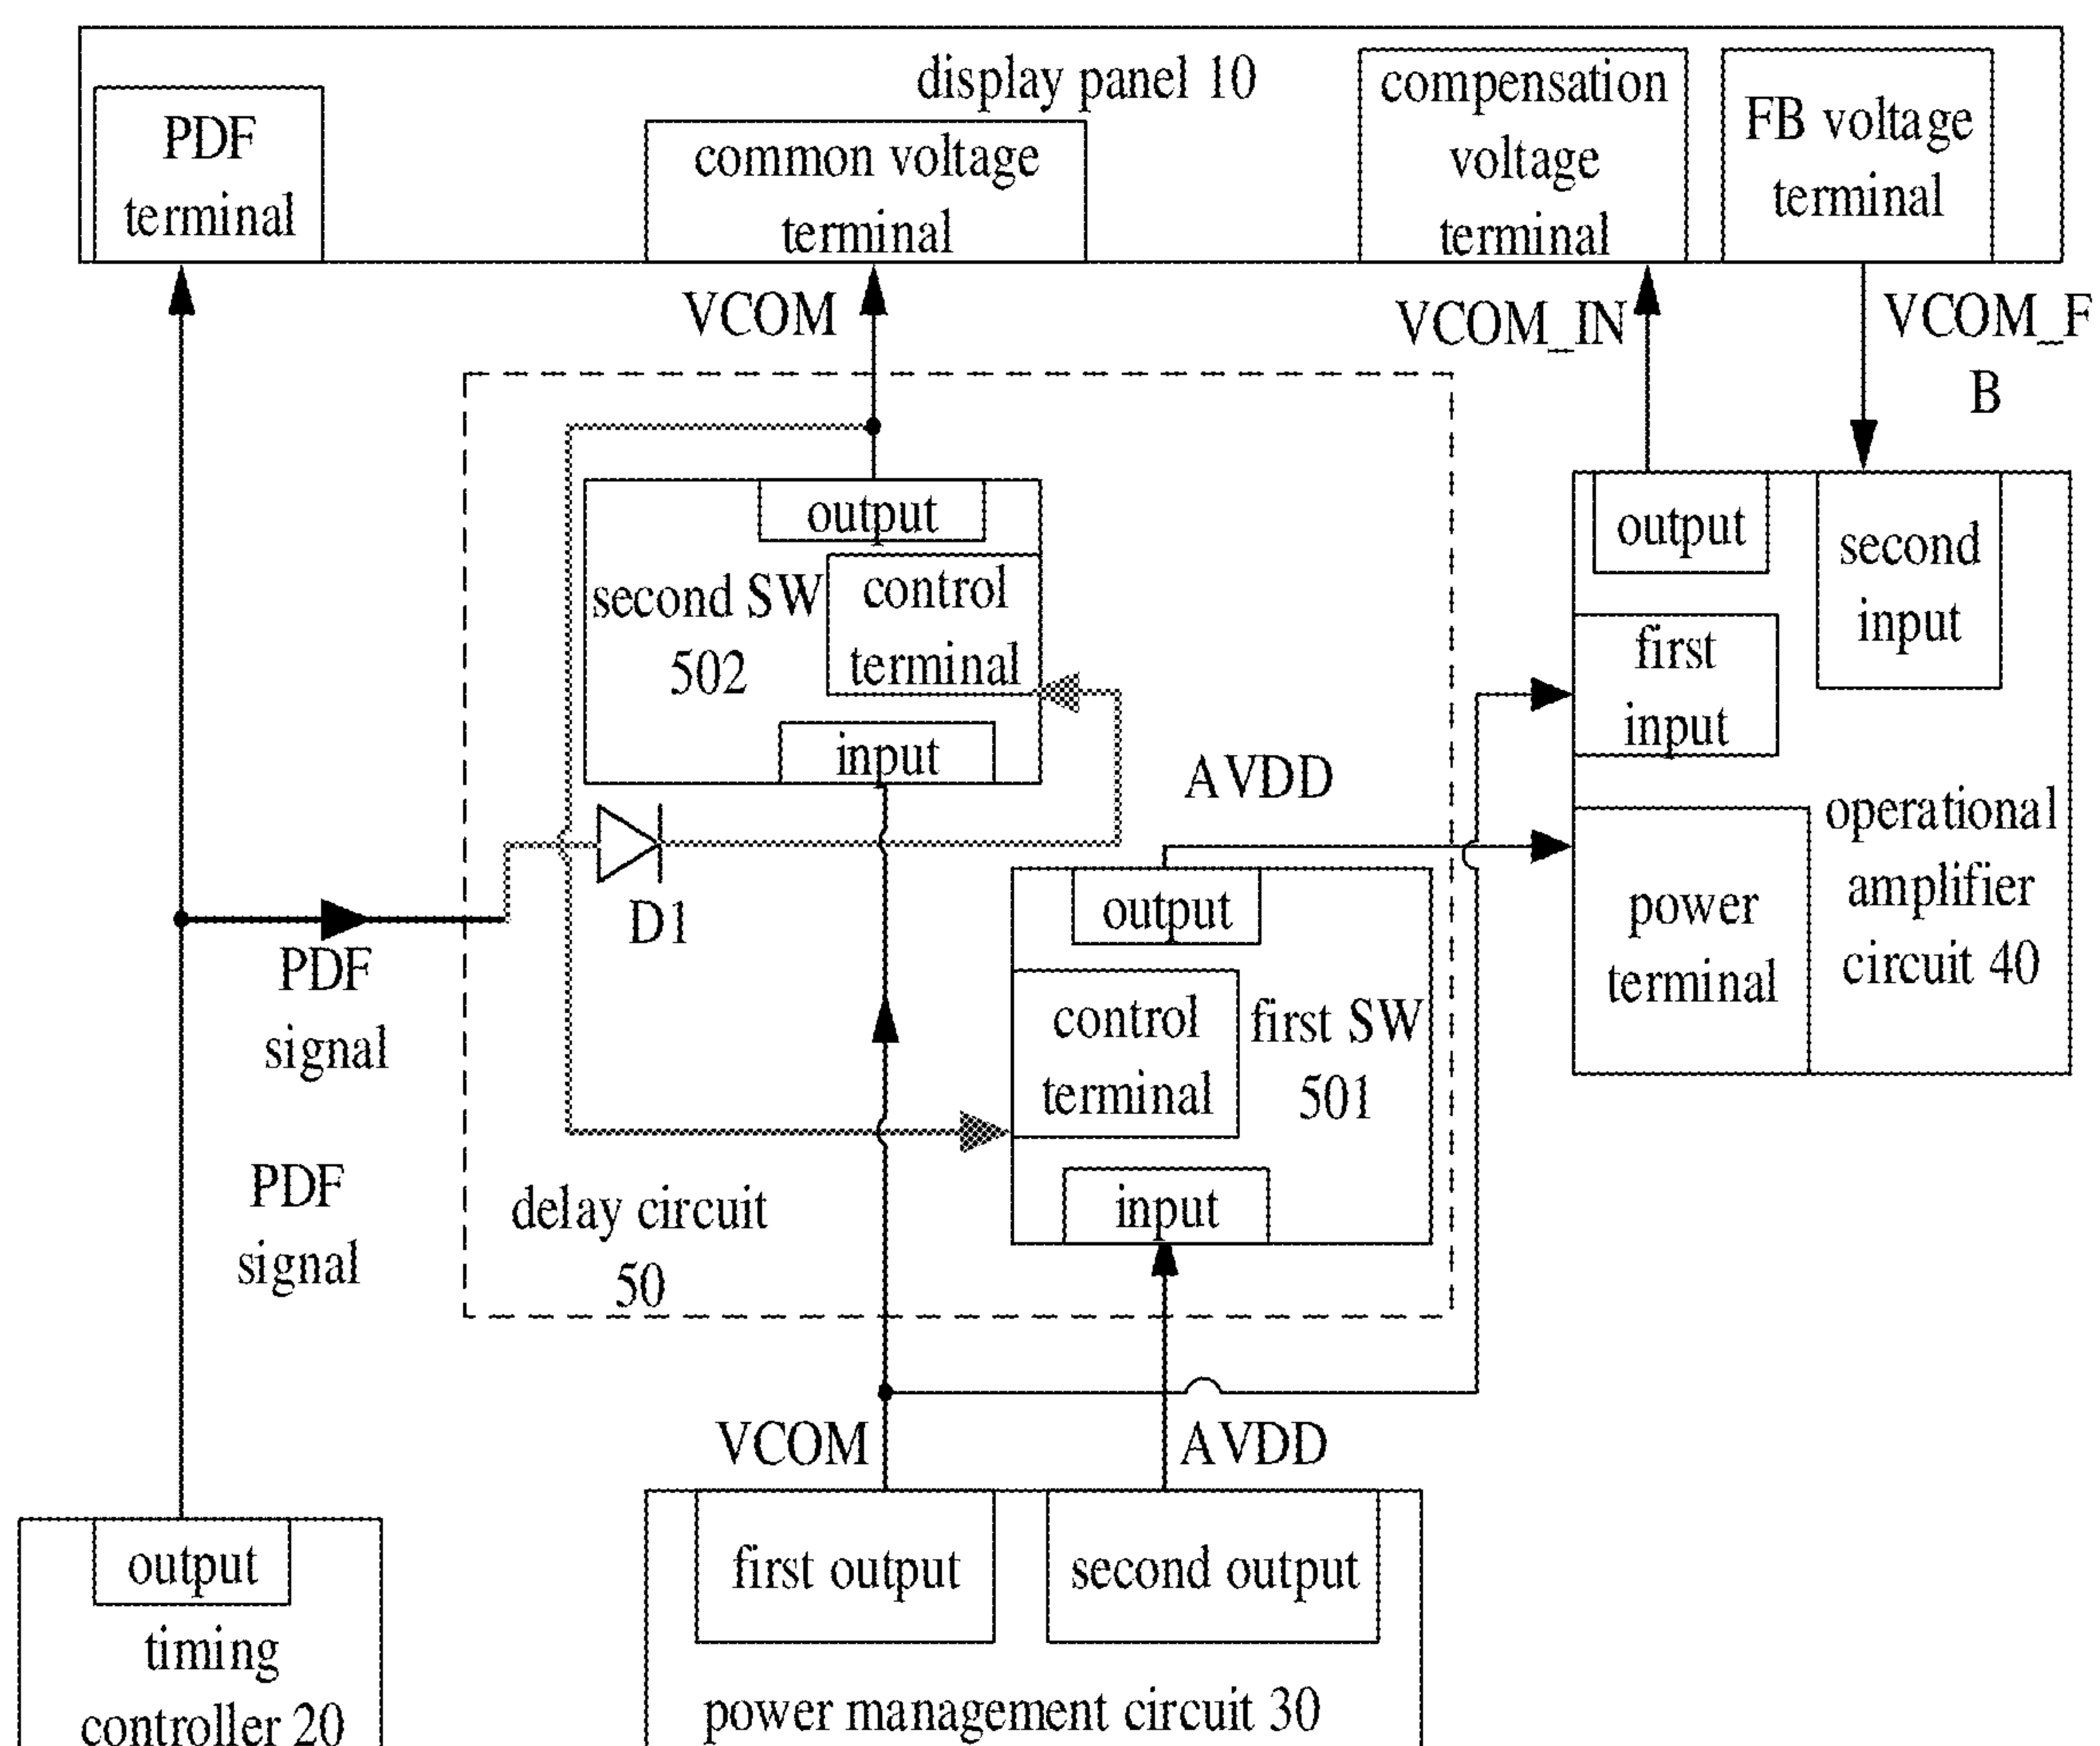 display panel 10
PDF
terminal
common voltage
terminal
compensation
voltage
terminal
FB voltage
terminal
VCOM
VCOM_IN
VCOM_F
B
output
second SW
502
control
terminal
input
output
second
input
first
input
operational
amplifier
circuit 40
power
terminal
AVDD
D1
PDF
signal
output
control
terminal
first SW
501
input
PDF
signal
delay circuit
50
VCOM
AVDD
output
timing
controller 20
first output
second output
power management circuit 30